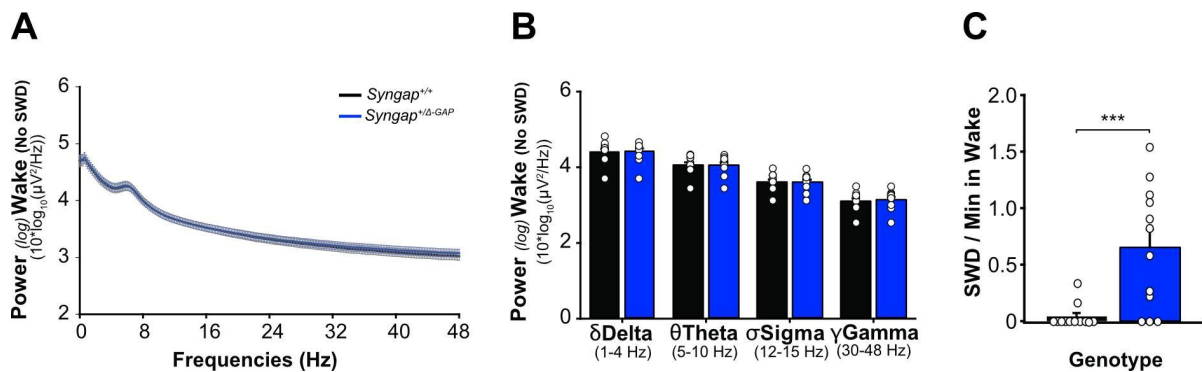 A
Power (log) Wake (No SWD)
(10*log10(μV2/Hz))
6
5
4
3
2
Syngap+/+
Syngap+/Δ-GAP
0 8 16 24 32 40 48
Frequencies (Hz)
B
Power (log) Wake (No SWD)
(10*log10(μV2/Hz))
6
4
2
0
δDelta θTheta σSigma γGamma
(1-4 Hz) (5-10 Hz) (12-15 Hz) (30-48 Hz)
C
SWD / Min in Wake
2.0
1.5
1.0
0.5
0
***
Genotype